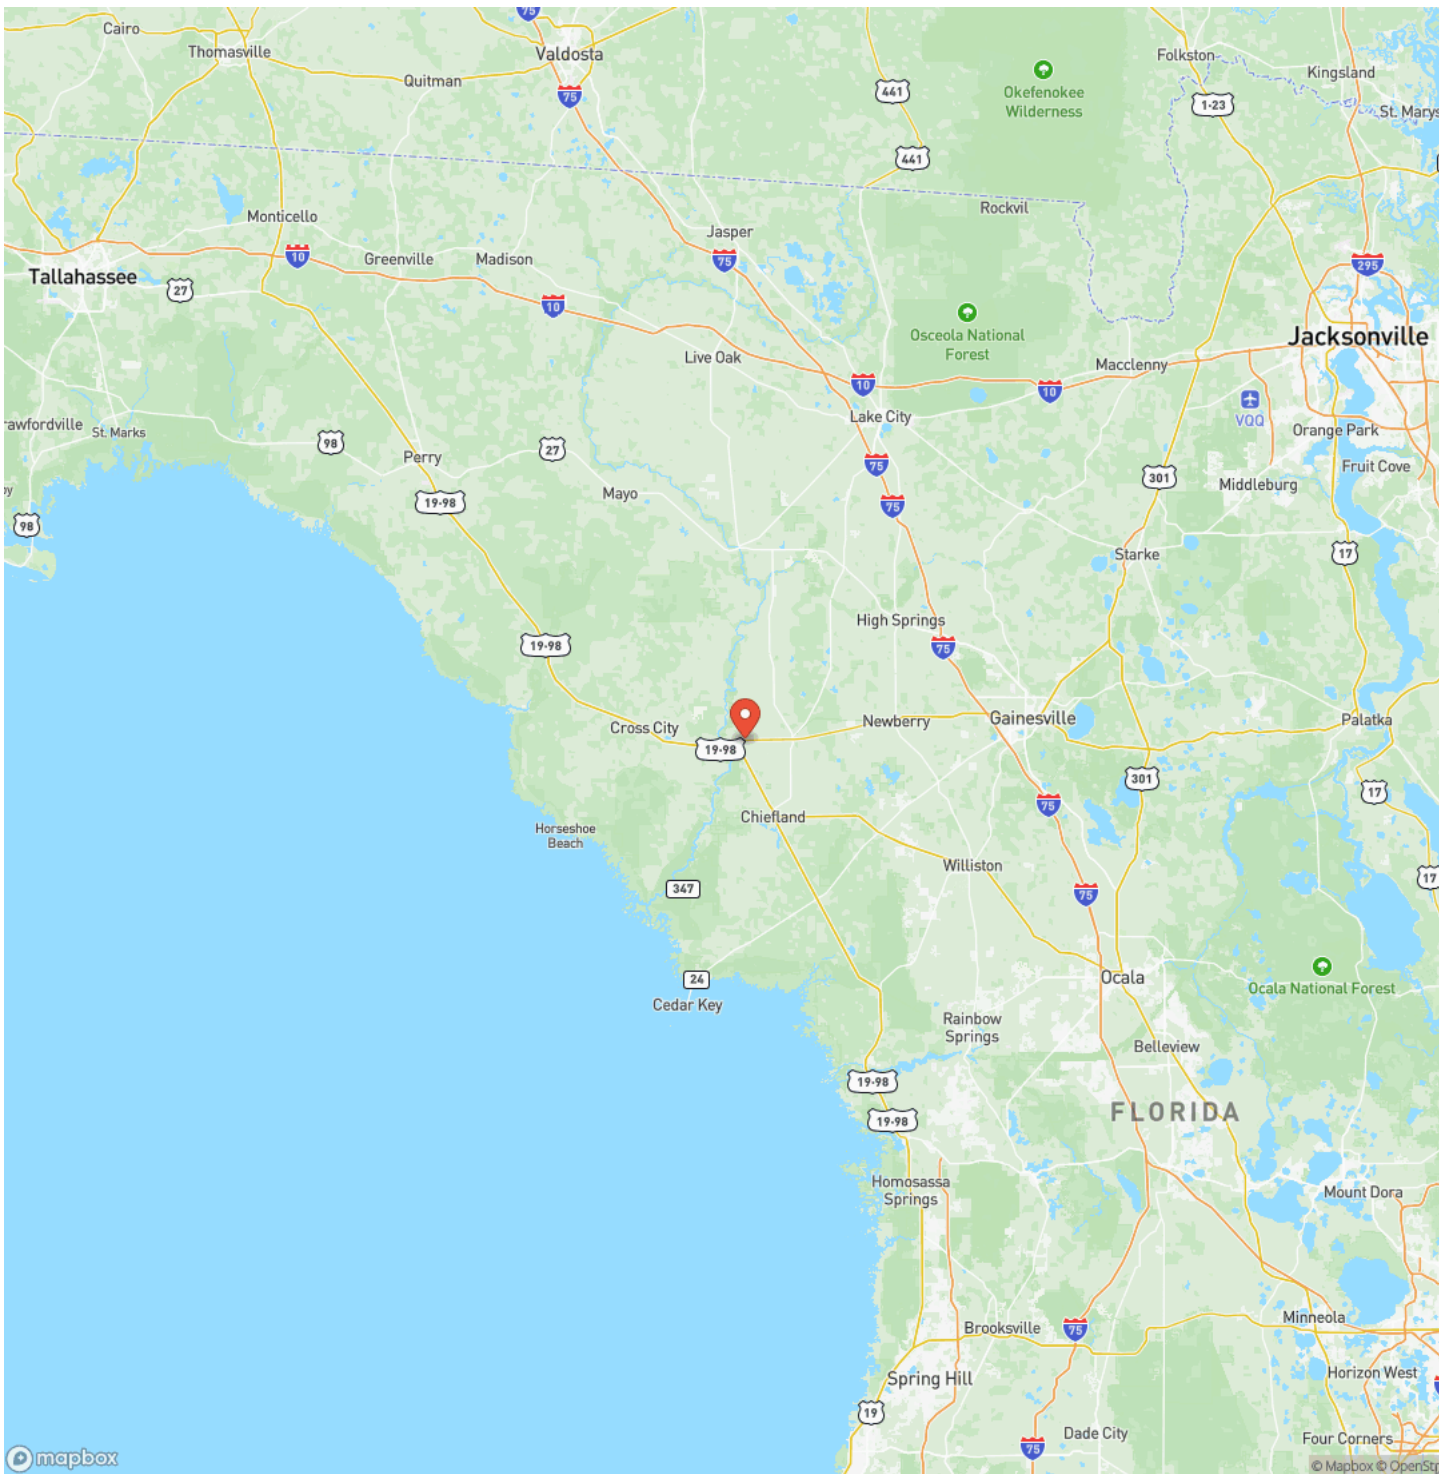 75
Cairo
Thomasville
Valdosta
Folkston
Quitman
Kingsland
75
441
Okefenokee
Wilderness
1-23
St. Marys
441
Rockvil
Monticello
Jasper
Greenville
Madison
10
75
295
Tallahassee
27
10
Osceola National
Forest
Jacksonville
Live Oak
Macclenny
10
10
VQQ
Lake City
rawfordville
St. Marks
98
27
Orange Park
Perry
75
Fruit Cove
301
Middleburg
Mayo
19-98
75
98
Starke
17
High Springs
19-98
75
Cross City
Newberry
Gainesville
Palatka
19-98
301
17
75
Chiefland
Horseshoe
Beach
Williston
17
347
75
Ocala
24
Ocala National Forest
Cedar Key
Rainbow
Springs
Belleview
19-98
FLORIDA
19-98
Homosassa
Springs
Mount Dora
Minneola
Brooksville
75
Horizon West
Spring Hill
19
Dade City
Four Corners
75
mapbox
© Mapbox © OpenStr